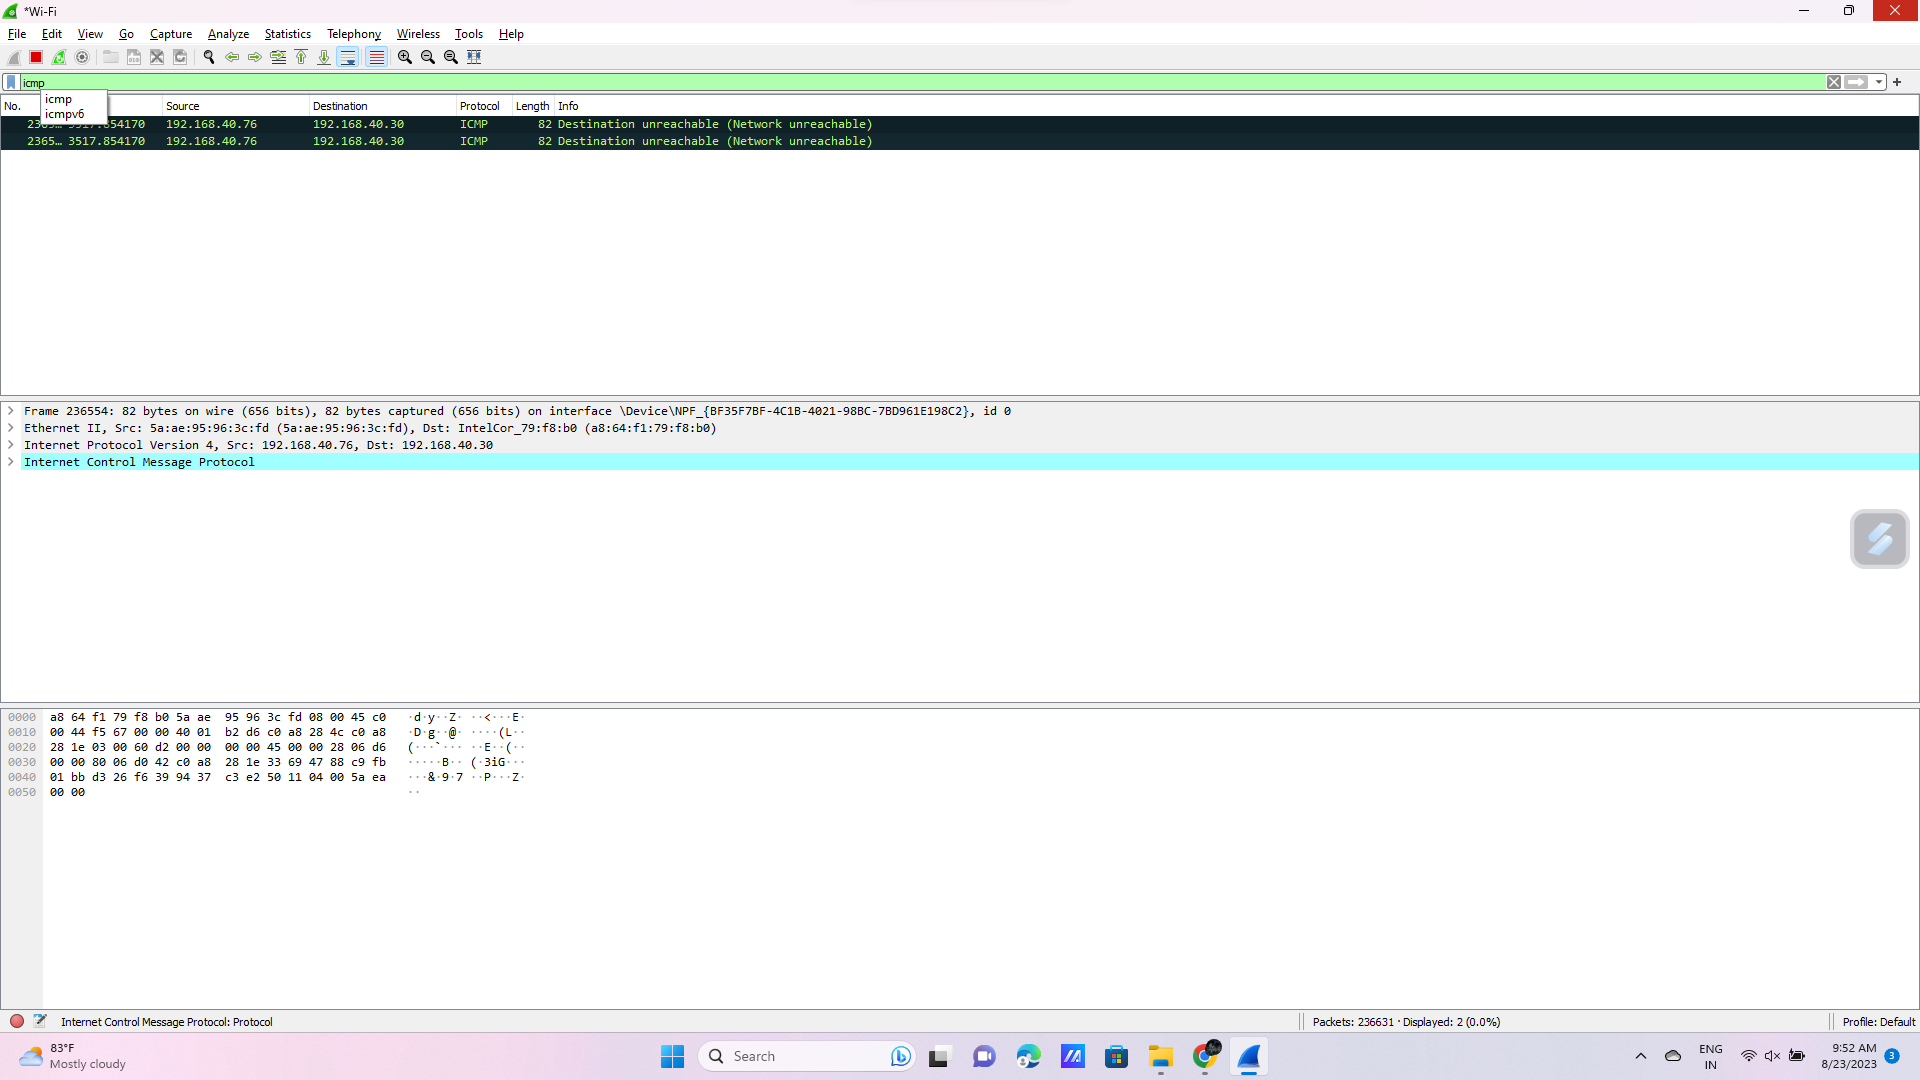 *Wi-Fi
File Edit View Go Capture Analyze Statistics Telephony Wireless Tools Help
icmp
icmp
icmpv6
No. Source Destination Protocol Length Info
3517.854170 192.168.40.76 192.168.40.30 ICMP 82 Destination unreachable (Network unreachable)
2365… 3517.854170 192.168.40.76 192.168.40.30 ICMP 82 Destination unreachable (Network unreachable)
Frame 236554: 82 bytes on wire (656 bits), 82 bytes captured (656 bits) on interface \Device\NPF_{BF35F7BF-4C1B-4021-98BC-7BD961E198C2}, id 0
Ethernet II, Src: 5a:ae:95:96:3c:fd (5a:ae:95:96:3c:fd), Dst: IntelCor_79:f8:b0 (a8:64:f1:79:f8:b0)
Internet Protocol Version 4, Src: 192.168.40.76, Dst: 192.168.40.30
Internet Control Message Protocol
0000 a8 64 f1 79 f8 b0 5a ae 95 96 3c fd 08 00 45 c0 ·d·y··Z· ··<···E·
0010 00 44 f5 67 00 00 40 01 b2 d6 c0 a8 28 4c c0 a8 ·D·g··@· ····(L··
0020 28 1e 03 00 60 d2 00 00 00 00 45 00 00 28 06 d6 (···`··· ··E··(··
0030 00 00 80 06 d0 42 c0 a8 28 1e 33 69 47 88 c9 fb ·····B·· (·3iG···
0040 01 bb d3 26 f6 39 94 37 c3 e2 50 11 04 00 5a ea ···&·9·7 ··P···Z·
0050 00 00 ··
Internet Control Message Protocol: Protocol
Packets: 236631 · Displayed: 2 (0.0%)
Profile: Default
83°F
Mostly cloudy
Search
ENG
IN
9:52 AM
8/23/2023
3